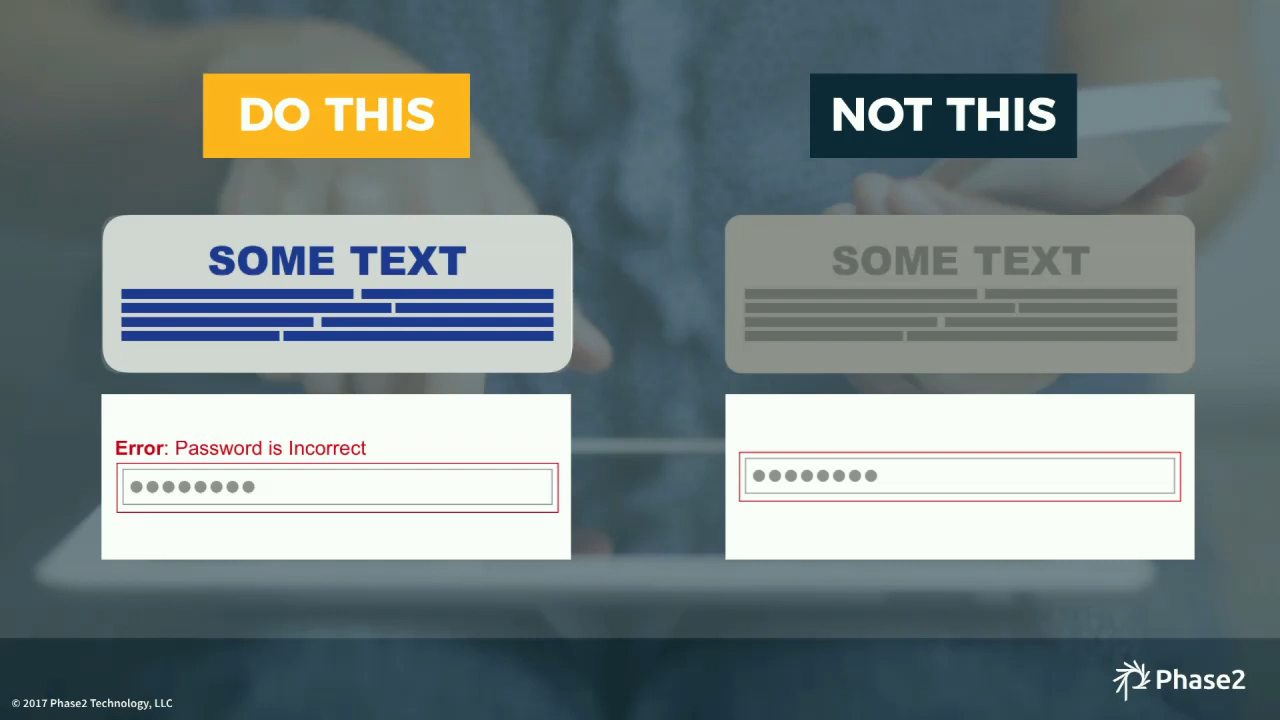 DO THIS
NOT THIS
SOME TEXT
SOME TEXT
Error: Password is Incorrect
Phase2
© 2017 Phase2 Technology, LLC